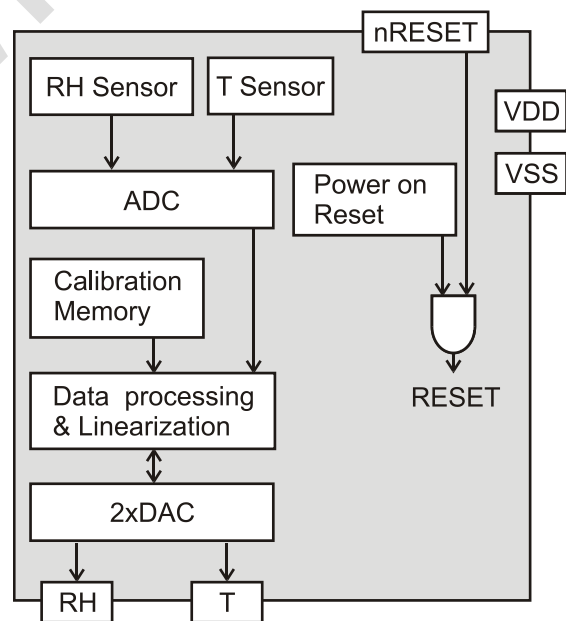 nRESET
RH Sensor
T Sensor
VDD
VSS
ADC
Power on
Reset
Calibration
Memory
Data processing
& Linearization
RESET
2xDAC
RH
T